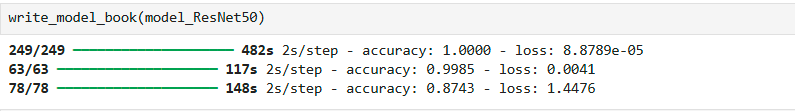 write_model_book(model_ResNet50)
249/249 ━━━━━━━━━━━━━━━━━━━━ 482s 2s/step - accuracy: 1.0000 - loss: 8.8789e-05
63/63 ━━━━━━━━━━━━━━━━━━━━ 117s 2s/step - accuracy: 0.9985 - loss: 0.0041
78/78 ━━━━━━━━━━━━━━━━━━━━ 148s 2s/step - accuracy: 0.8743 - loss: 1.4476